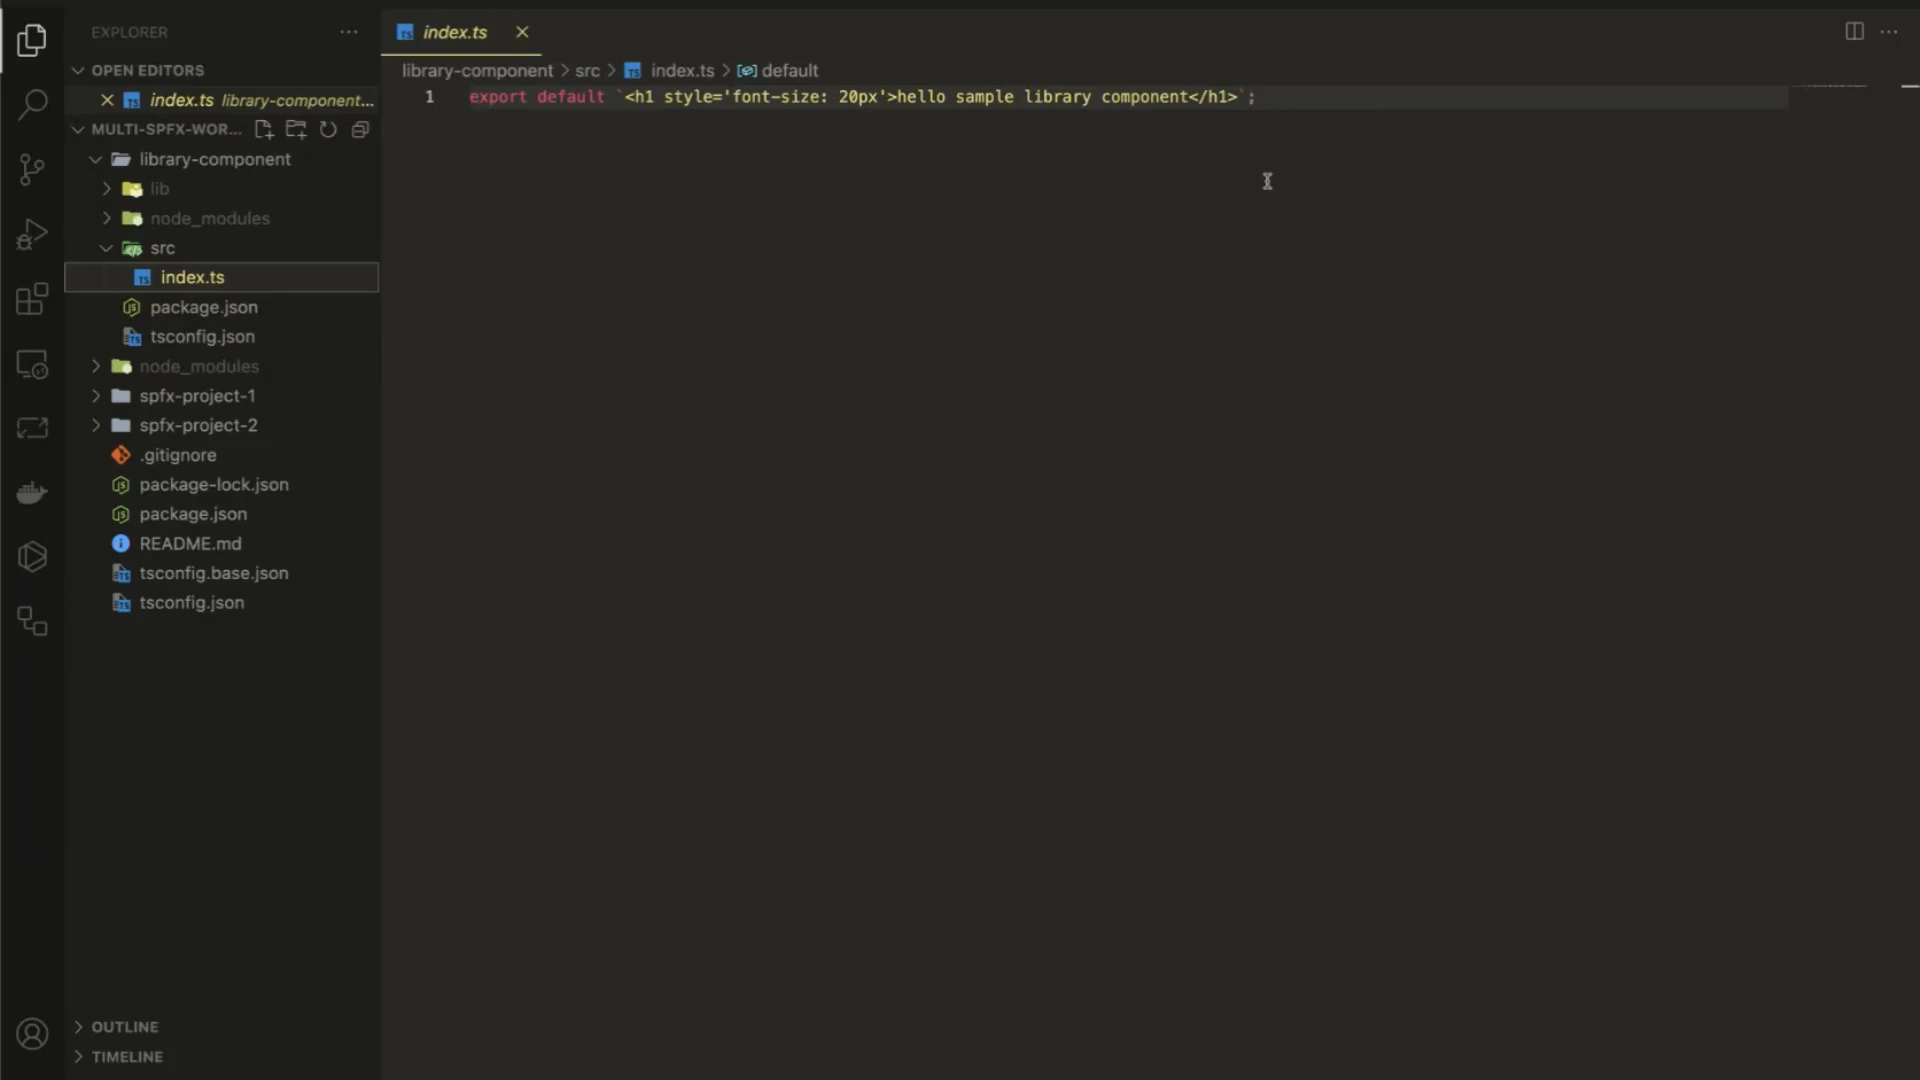 EXPLORER
index.ts
OPEN EDITORS
library-component > src > index.ts > default
index.ts library-component...
1 export default `<h1 style='font-size: 20px'>hello sample library component</h1>`;
MULTI-SPFX-WOR...
library-component
lib
node_modules
src
index.ts
package.json
tsconfig.json
node_modules
spfx-project-1
spfx-project-2
.gitignore
package-lock.json
package.json
README.md
tsconfig.base.json
tsconfig.json
OUTLINE
TIMELINE